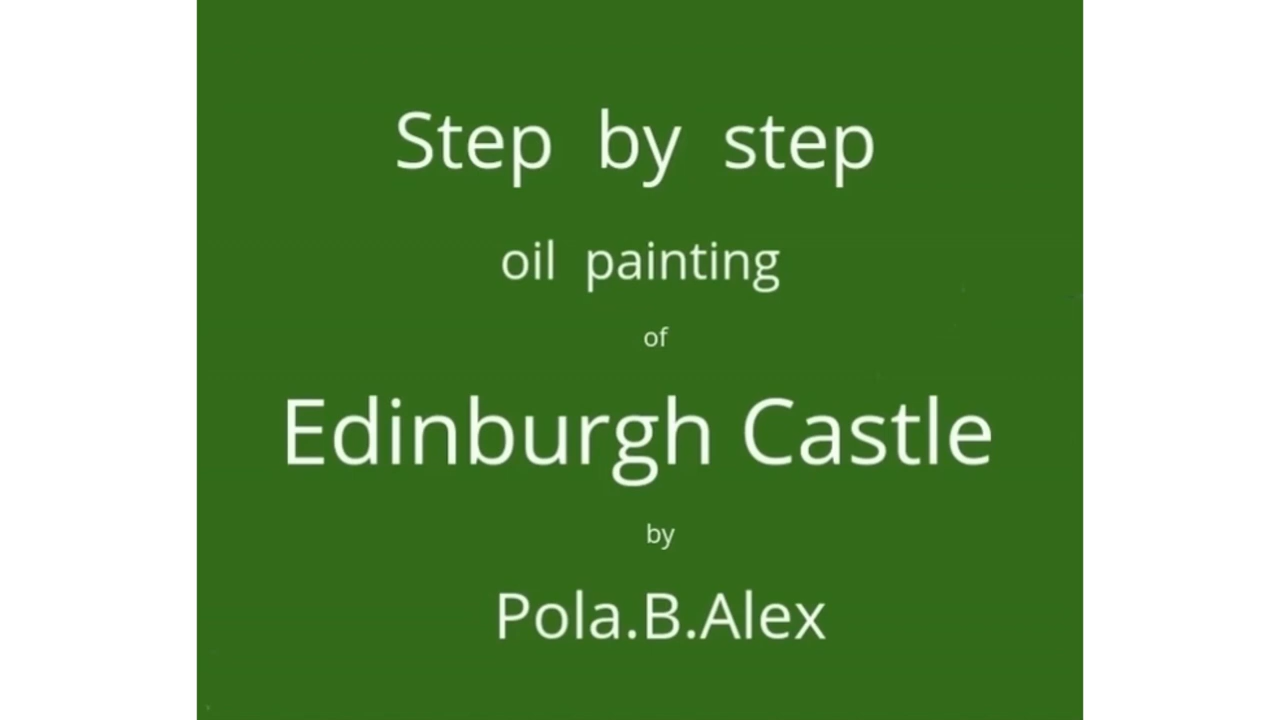 Step by step
oil painting
of
Edinburgh Castle
by
Pola.B.Alex